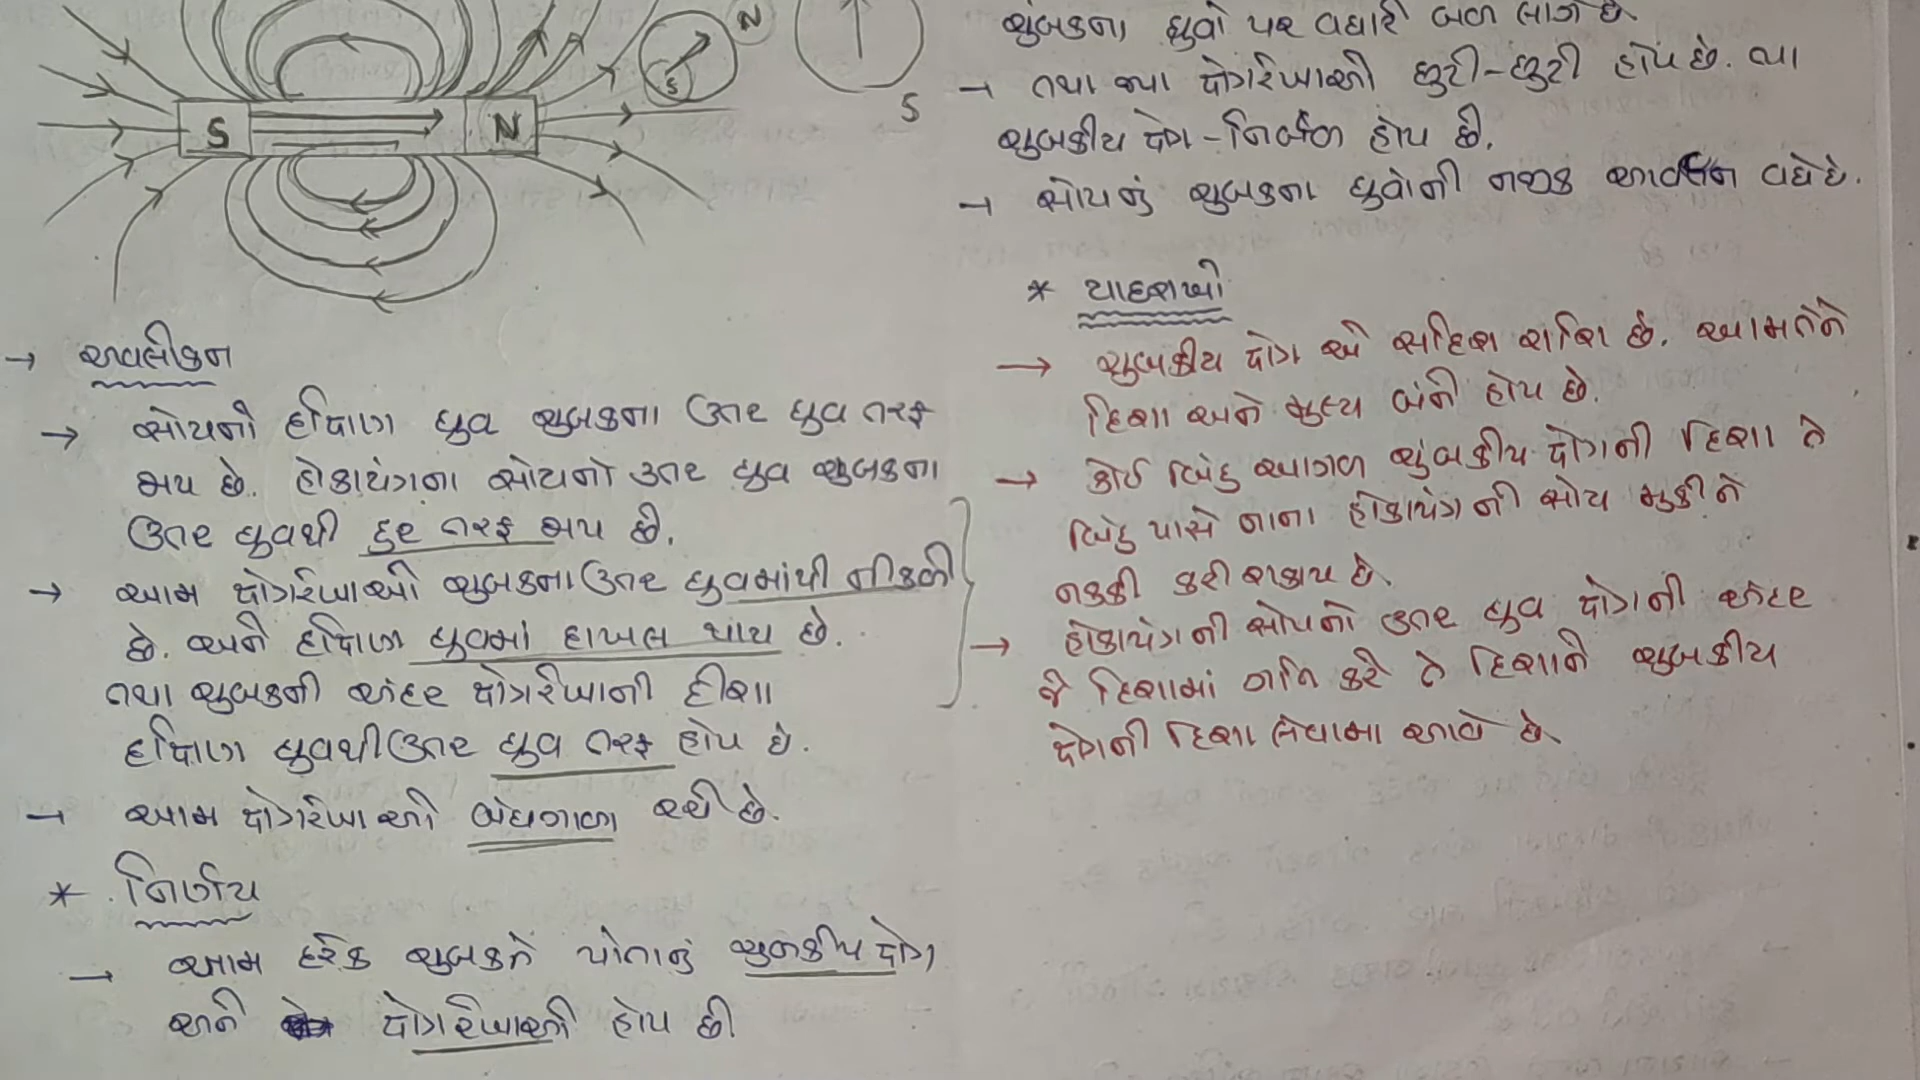 S
N
S
N
S
→ અવલોકન
→ સોયનો દક્ષિણ ધ્રુવ ચુંબકના ઉત્તર ધ્રુવ તરફ
જાય છે. હોકાયંત્રના સોયનો ઉત્તર ધ્રુવ ચુંબકના
ઉત્તર ધ્રુવથી દુર તરફ જાય છે.
→ આમ ક્ષેત્રરેખાઓ ચુંબકના ઉત્તર ધ્રુવમાંથી નીકળી
છે. અને દક્ષિણ ધ્રુવમાં દાખલ થાય છે.
તથા ચુંબકની અંદર ક્ષેત્રરેખાની દીશા
દક્ષિણ ધ્રુવથી ઉત્તર ધ્રુવ તરફ હોય છે.
→ આમ ક્ષેત્રરેખાઓ બંધગાળા રચે છે.
* નિર્ણય
→ આમ દરેક ચુંબકને પોતાનું ચુંબકીય ક્ષેત્ર
અને ક્ષેત્રરેખાઓ હોય છે
ચુંબકના ધ્રુવો પર વધારે બળ લાગે છે.
→ તથા જ્યા ક્ષેત્રરેખાઓ છુટી-છુટી હોય છે. ત્યા
ચુંબકીય ક્ષેત્ર - નિર્બળ હોય છે.
→ સોયનું ચુંબકના ધ્રુવોની નજીક આવર્તન વધે છે.
* યાદરાખો
→ ચુંબકીય ક્ષેત્ર એ સદિશ રાશિ છે. આમ તેને
દિશા અને મુલ્ય બંને હોય છે.
→ કોઈ બિંદુ આગળ ચુંબકીય ક્ષેત્રની દિશા તે
બિંદુ પાસે નાના હોકાયંત્રની સોય મુકીને
નક્કી કરી શકાય છે.
→ હોકાયંત્રની સોયનો ઉત્તર ધ્રુવ ક્ષેત્રની અંદર
જે દિશામાં ગતિ કરે તે દિશાને ચુંબકીય
ક્ષેત્રની દિશા લેવામા આવે છે